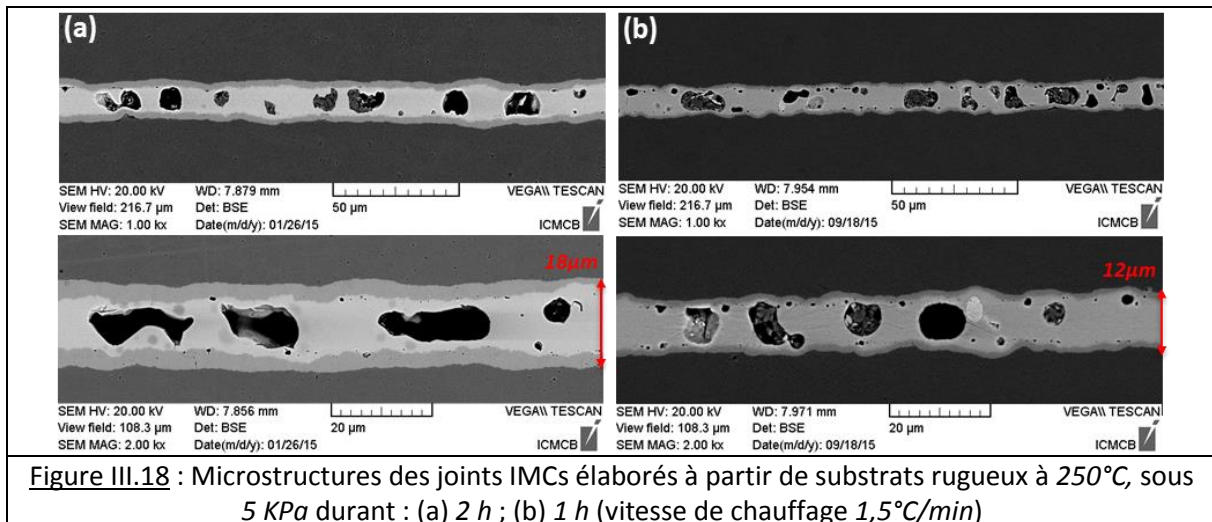 (a)
SEM HV: 20.00 kV WD: 7.879 mm
View field: 216.7 µm Det: BSE 50 µm
SEM MAG: 1.00 kx Date(m/d/y): 01/26/15
VEGA\\ TESCAN
ICMCB
(b)
SEM HV: 20.00 kV WD: 7.954 mm
View field: 216.7 µm Det: BSE 50 µm
SEM MAG: 1.00 kx Date(m/d/y): 09/18/15
VEGA\\ TESCAN
ICMCB
18µm
SEM HV: 20.00 kV WD: 7.856 mm
View field: 108.3 µm Det: BSE 20 µm
SEM MAG: 2.00 kx Date(m/d/y): 01/26/15
VEGA\\ TESCAN
ICMCB
12µm
SEM HV: 20.00 kV WD: 7.971 mm
View field: 108.3 µm Det: BSE 20 µm
SEM MAG: 2.00 kx Date(m/d/y): 09/18/15
VEGA\\ TESCAN
ICMCB
Figure III.18 : Microstructures des joints IMCs élaborés à partir de substrats rugueux à 250°C, sous
5 KPa durant : (a) 2 h ; (b) 1 h (vitesse de chauffage 1,5°C/min)